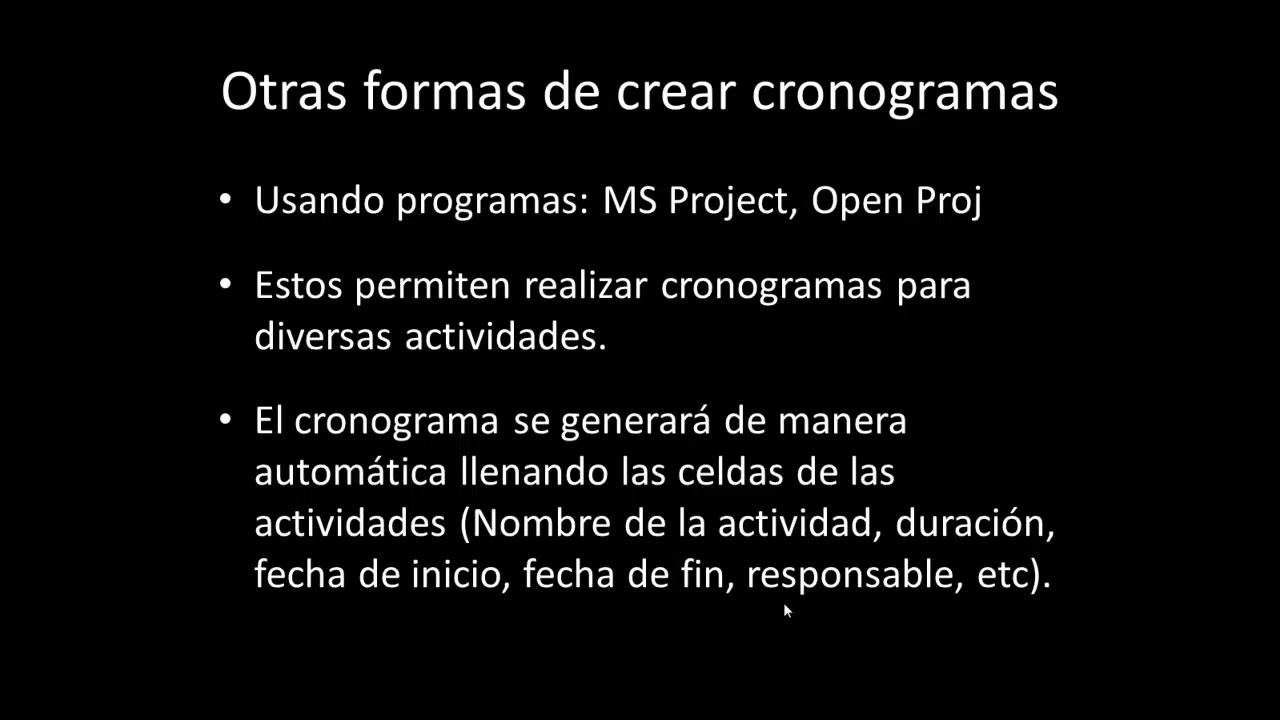 Otras formas de crear cronogramas
• Usando programas: MS Project, Open Proj
• Estos permiten realizar cronogramas para
diversas actividades.
• El cronograma se generará de manera
automática llenando las celdas de las
actividades (Nombre de la actividad, duración,
fecha de inicio, fecha de fin, responsable, etc).